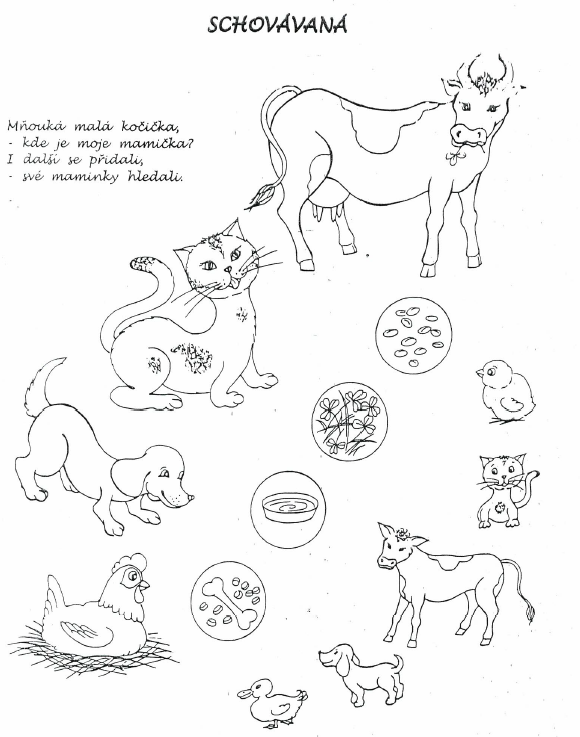 SCHOVÁVANÁ
Mňouká malá kočička,
- kde je moje mamička?
I další se přidali,
- své maminky hledali.